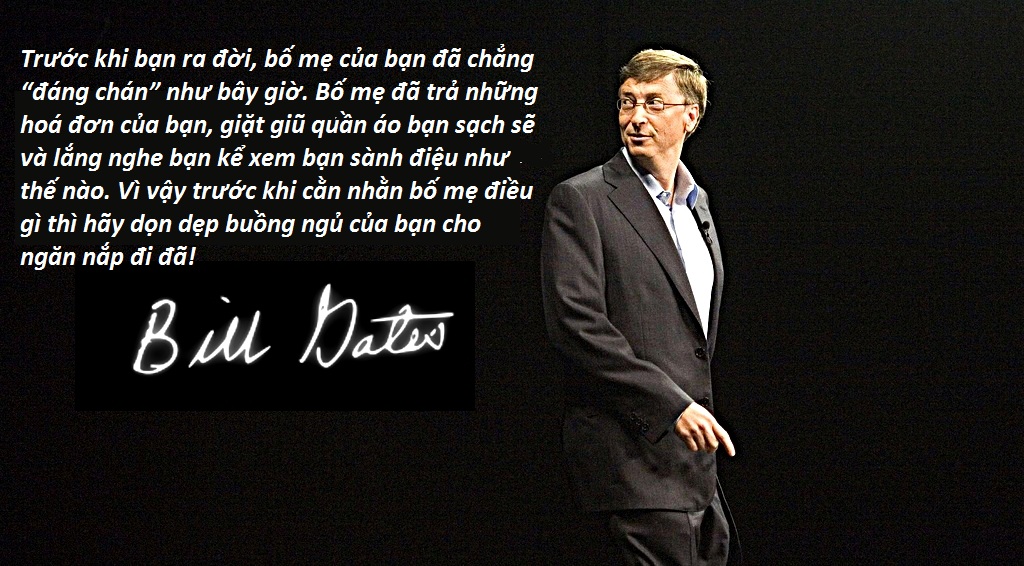 Trước khi bạn ra đời, bố mẹ của bạn đã chẳng
“đáng chán” như bây giờ. Bố mẹ đã trả những
hoá đơn của bạn, giặt giũ quần áo bạn sạch sẽ
và lắng nghe bạn kể xem bạn sành điệu như
thế nào. Vì vậy trước khi cằn nhằn bố mẹ điều
gì thì hãy dọn dẹp buồng ngủ của bạn cho
ngăn nắp đi đã!
Bill Gates